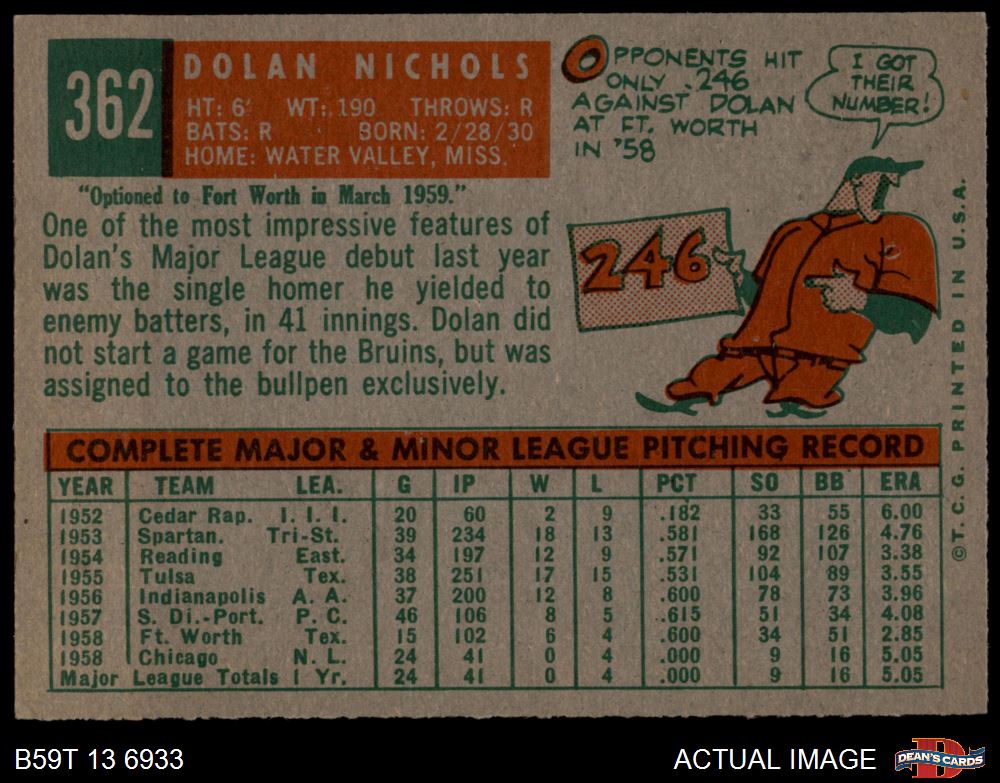 362
DOLAN NICHOLS
HT: 6' WT: 190 THROWS: R
BATS: R BORN: 2/28/30
HOME: WATER VALLEY, MISS.
OPPONENTS HIT
ONLY .246
AGAINST DOLAN
AT FT. WORTH
IN '58
I GOT
THEIR
NUMBER!
246
"Optioned to Fort Worth in March 1959."
One of the most impressive features of
Dolan's Major League debut last year
was the single homer he yielded to
enemy batters, in 41 innings. Dolan did
not start a game for the Bruins, but was
assigned to the bullpen exclusively.
COMPLETE MAJOR & MINOR LEAGUE PITCHING RECORD
YEAR TEAM LEA. G IP W L PCT SO BB ERA
1952 Cedar Rap. I. I. I. 20 60 2 9 .182 33 55 6.00
1953 Spartan. Tri-St. 39 234 18 13 .581 168 126 4.76
1954 Reading East. 34 197 12 9 .571 92 107 3.38
1955 Tulsa Tex. 38 251 17 15 .531 104 89 3.55
1956 Indianapolis A. A. 37 200 12 8 .600 78 73 3.96
1957 S. Di.-Port. P. C. 46 106 8 5 .615 51 34 4.08
1958 Ft. Worth Tex. 15 102 6 4 .600 34 51 2.85
1958 Chicago N. L. 24 41 0 4 .000 9 16 5.05
Major League Totals 1 Yr. 24 41 0 4 .000 9 16 5.05
© T. C. G. PRINTED IN U.S.A.
B59T 13 6933
ACTUAL IMAGE
DEAN'S CARDS